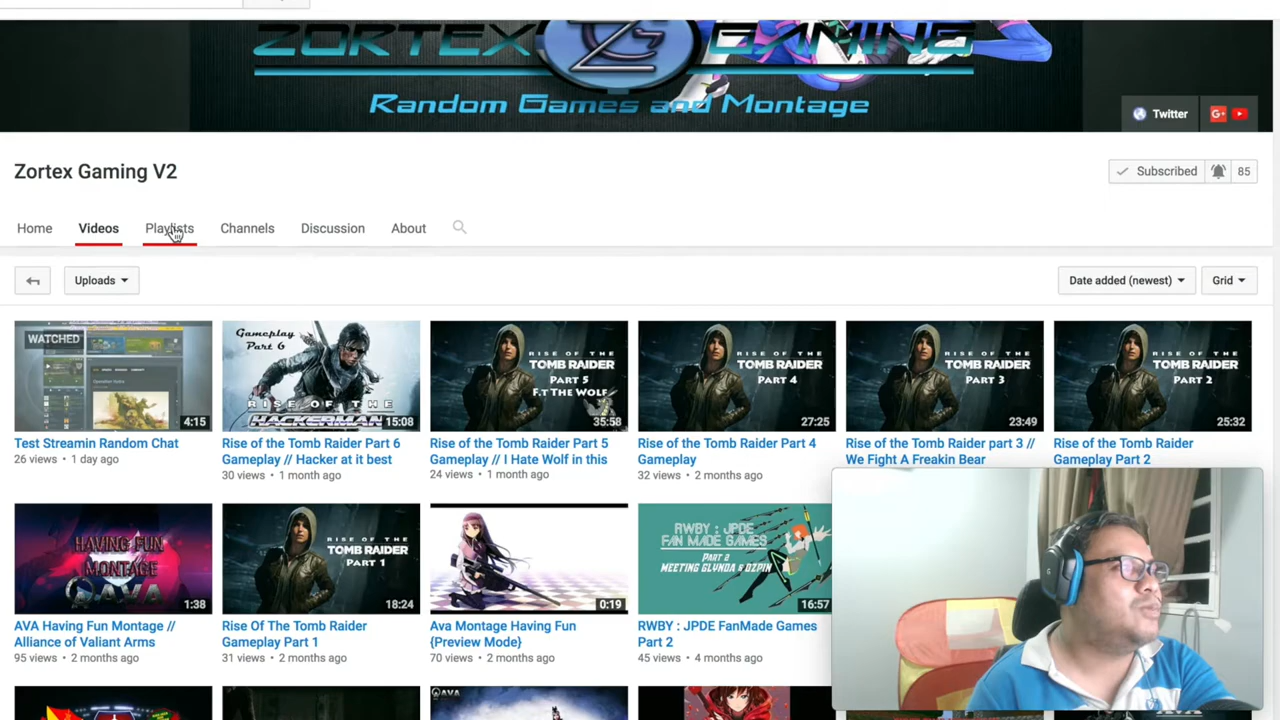 ZORTEX GAMING
Random Games and Montage
Twitter
G+
Zortex Gaming V2
Subscribed 85
Home Videos Playlists Channels Discussion About
Uploads
Date added (newest) Grid
WATCHED
4:15
Gameplay
Part 6
RISE OF THE
HACKERMAN
15:08
RISE OF THE
TOMB RAIDER
PART 5
F.T THE WOLF
35:58
RISE OF THE
TOMB RAIDER
PART 4
27:25
RISE OF THE
TOMB RAIDER
PART 3
23:49
RISE OF THE
TOMB RAIDER
PART 2
25:32
Test Streamin Random Chat
26 views • 1 day ago
Rise of the Tomb Raider Part 6
Gameplay // Hacker at it best
30 views • 1 month ago
Rise of the Tomb Raider Part 5
Gameplay // I Hate Wolf in this
24 views • 1 month ago
Rise of the Tomb Raider Part 4
Gameplay
32 views • 2 months ago
Rise of the Tomb Raider part 3 //
We Fight A Freakin Bear
Rise of the Tomb Raider
Gameplay Part 2
HAVING FUN
MONTAGE
AVA
1:38
RISE OF THE
TOMB RAIDER
PART 1
18:24
0:19
RWBY : JPDE
FAN MADE GAMES
PART 2
MEETING GLYNDA & OZPIN
16:57
AVA Having Fun Montage //
Alliance of Valiant Arms
95 views • 2 months ago
Rise Of The Tomb Raider
Gameplay Part 1
31 views • 2 months ago
Ava Montage Having Fun
{Preview Mode}
70 views • 2 months ago
RWBY : JPDE FanMade Games
Part 2
45 views • 4 months ago
AVA